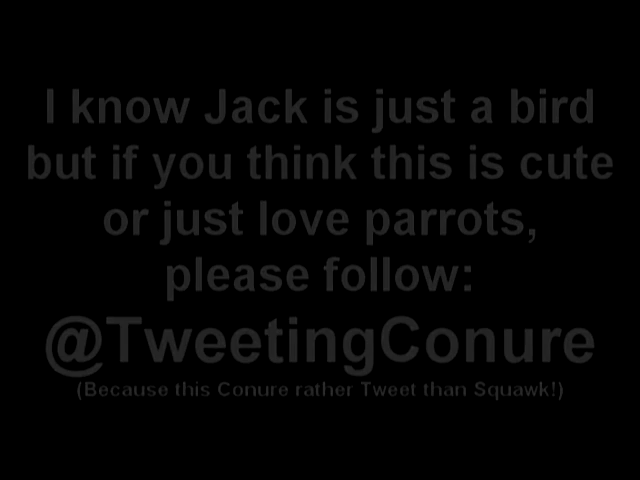 I know Jack is just a bird
but if you think this is cute
or just love parrots,
please follow:
@TweetingConure
(Because this Conure rather Tweet than Squawk!)